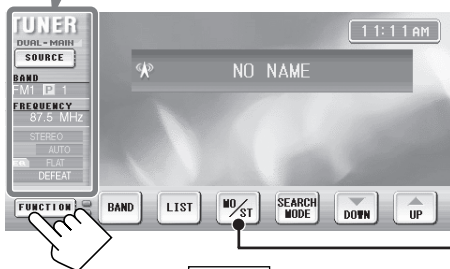 TUNER
DUAL-MAIN
SOURCE
BAND
FM1 P 1
FREQUENCY
87.5 MHz
STEREO
AUTO
EQ FLAT
DEFEAT
11:11AM
NO NAME
FUNCTION
BAND
LIST
MO/ST
SEARCH MODE
DOWN
UP